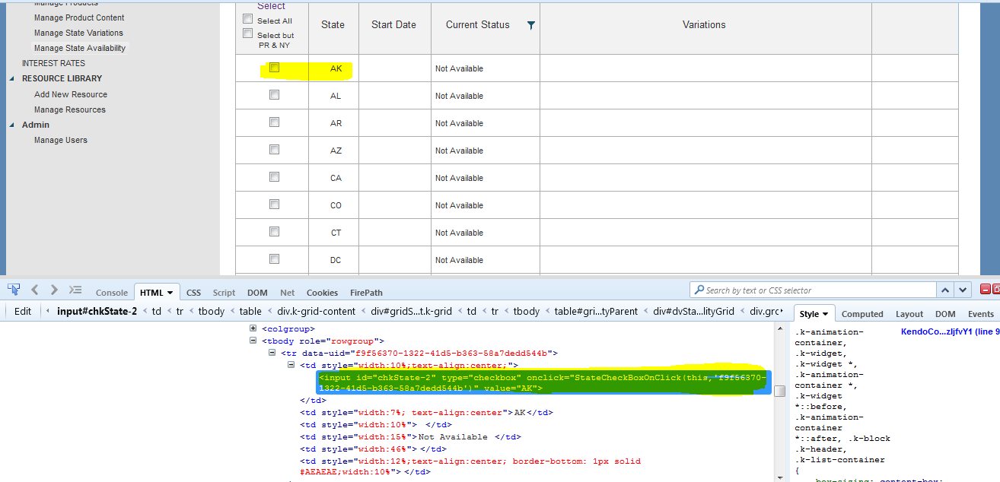 Manage Products
Manage Product Content
Manage State Variations
Manage State Availability
INTEREST RATES
RESOURCE LIBRARY
Add New Resource
Manage Resources
Admin
Manage Users
Select
Select All
Select but
PR & NY
State
Start Date
Current Status
Variations
AK
Not Available
AL
Not Available
AR
Not Available
AZ
Not Available
CA
Not Available
CO
Not Available
CT
Not Available
DC
Not Available
Console HTML CSS Script DOM Net Cookies FirePath
Search by text or CSS selector
Edit input#chkState-2 < td < tr < tbody < table < div.k-grid-content < div#gridS...t.k-grid < td < tr < tbody < table#gri...tyParent < div#dvSta...lityGrid < div.grc
Style Computed Layout DOM Events
<colgroup>
<tbody role="rowgroup">
<tr data-uid="f9f56370-1322-41d5-b363-58a7dedd544b">
<td style="width:10%;text-align:center;">
<input id="chkState-2" type="checkbox" onclick="StateCheckBoxOnClick(this,'f9f56370-
1322-41d5-b363-58a7dedd544b')" value="AK">
</td>
<td style="width:7%; text-align:center">AK</td>
<td style="width:10%"> </td>
<td style="width:15%">Not Available </td>
<td style="width:46%"> </td>
<td style="width:12%;text-align:center; border-bottom: 1px solid
#AEAEAE;width:10%"> </td>
.k-animation- KendoCo...zIjfvY1 (line 9
container,
.k-widget,
.k-widget *,
.k-animation-
container *,
.k-widget
*::before,
.k-animation-
container
*::after, .k-block
.k-header,
.k-list-container
{
box-sizing: content-box;